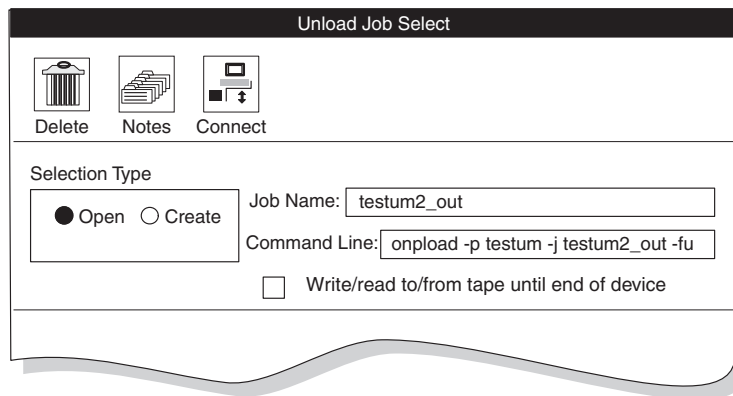 Unload Job Select
Delete Notes Connect
Selection Type
Open Create
Job Name: testum2_out
Command Line: onpload -p testum -j testum2_out -fu
Write/read to/from tape until end of device